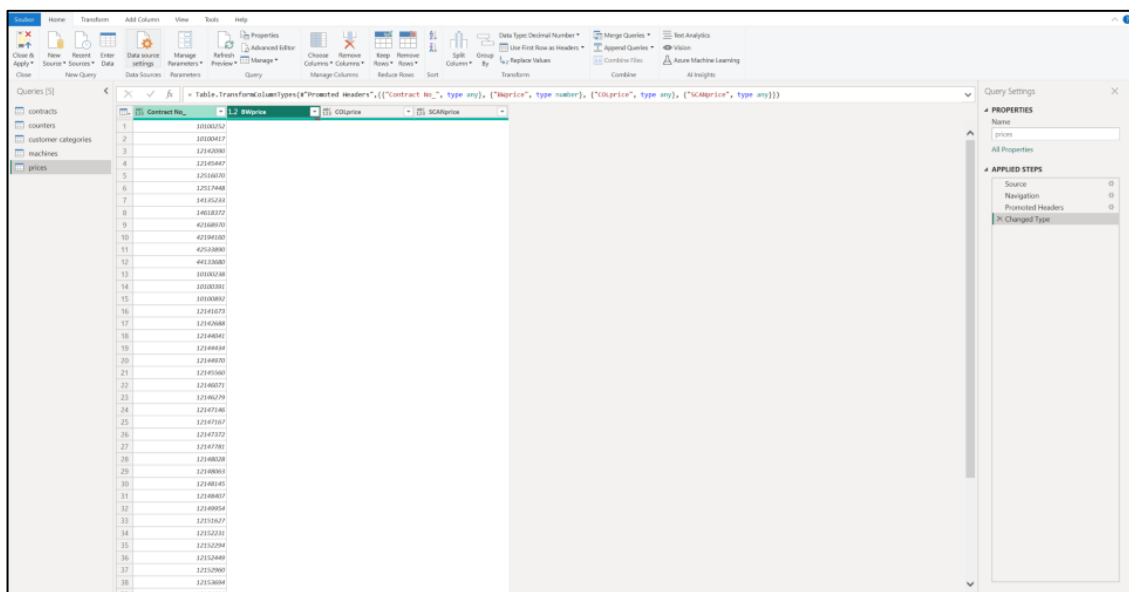 Soubor Home Transform Add Column View Tools Help
Close & Apply New Source Recent Sources Enter Data Data source settings Manage Parameters Refresh Preview Properties Advanced Editor Manage Choose Columns Remove Columns Keep Rows Remove Rows Split Column Group By Data Type: Decimal Number Use First Row as Headers Replace Values Merge Queries Append Queries Combine Files Text Analytics Vision Azure Machine Learning
Close New Query Data Sources Parameters Query Manage Columns Reduce Rows Sort Transform Combine AI Insights
Queries [5]
contracts
counters
customer categories
machines
prices
fx = Table.TransformColumnTypes(#"Promoted Headers",{{"Contract No_", type any}, {"BWprice", type number}, {"COLprice", type any}, {"SCANprice", type any}})
Contract No_ 1.2 BWprice COLprice SCANprice
1 10100252
2 10100417
3 12142090
4 12145447
5 12516070
6 12517448
7 14135233
8 14618372
9 42168970
10 42194160
11 42533890
12 44133680
13 10100238
14 10100391
15 10100892
16 12141673
17 12142688
18 12144041
19 12144434
20 12144970
21 12145560
22 12146071
23 12146279
24 12147146
25 12147167
26 12147372
27 12147781
28 12148028
29 12148063
30 12148145
31 12148407
32 12149954
33 12151627
34 12152231
35 12152294
36 12152449
37 12152960
38 12153694
Query Settings
PROPERTIES
Name
prices
All Properties
APPLIED STEPS
Source
Navigation
Promoted Headers
Changed Type